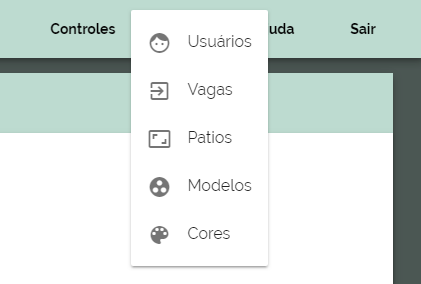 Controles uda Sair
Usuários
Vagas
Patios
Modelos
Cores